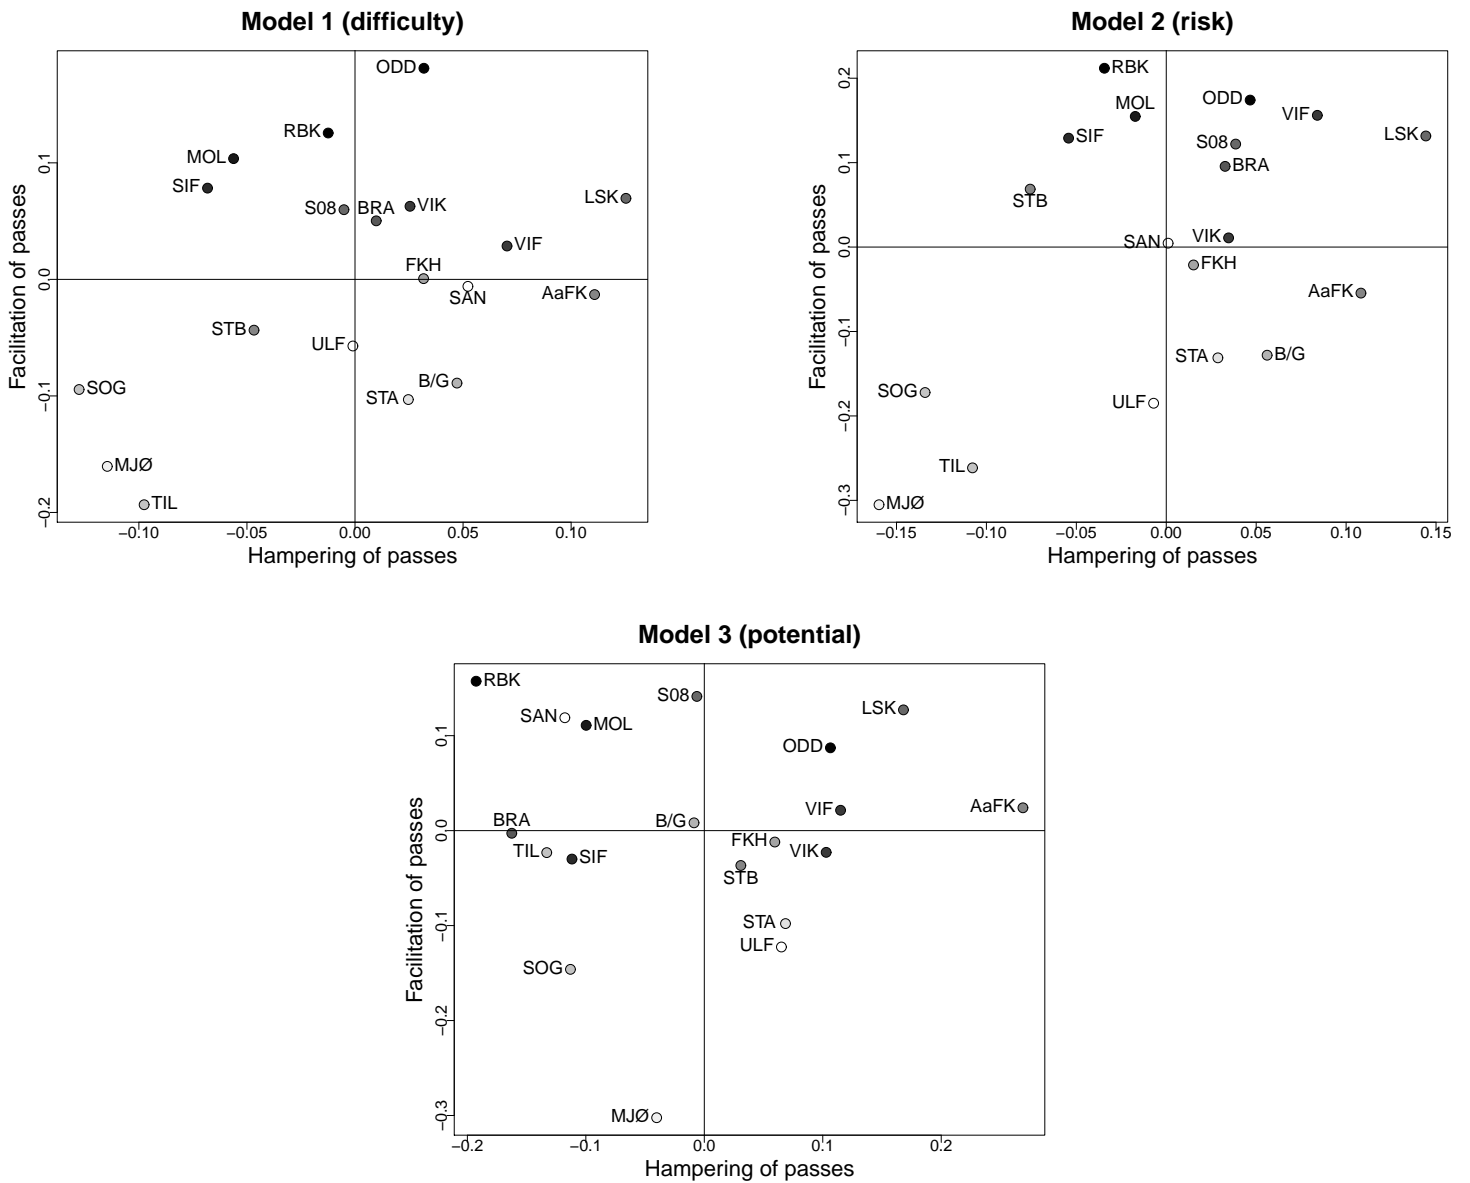 Model 1 (difficulty)
Facilitation of passes
0.1
0.0
−0.1
−0.2
ODD
RBK
MOL
SIF
S08
BRA
VIK
LSK
VIF
FKH
SAN
AaFK
STB
ULF
B/G
STA
SOG
MJØ
TIL
−0.10
−0.05
0.00
0.05
0.10
Hampering of passes
Model 2 (risk)
Facilitation of passes
0.2
0.1
0.0
−0.1
−0.2
−0.3
RBK
MOL
ODD
VIF
LSK
SIF
S08
BRA
STB
SAN
VIK
FKH
AaFK
STA
B/G
SOG
ULF
TIL
MJØ
−0.15
−0.10
−0.05
0.00
0.05
0.10
0.15
Hampering of passes
Model 3 (potential)
Facilitation of passes
0.1
0.0
−0.1
−0.2
−0.3
RBK
S08
SAN
MOL
LSK
ODD
BRA
B/G
VIF
AaFK
TIL
SIF
FKH
VIK
STB
STA
ULF
SOG
MJØ
−0.2
−0.1
0.0
0.1
0.2
Hampering of passes